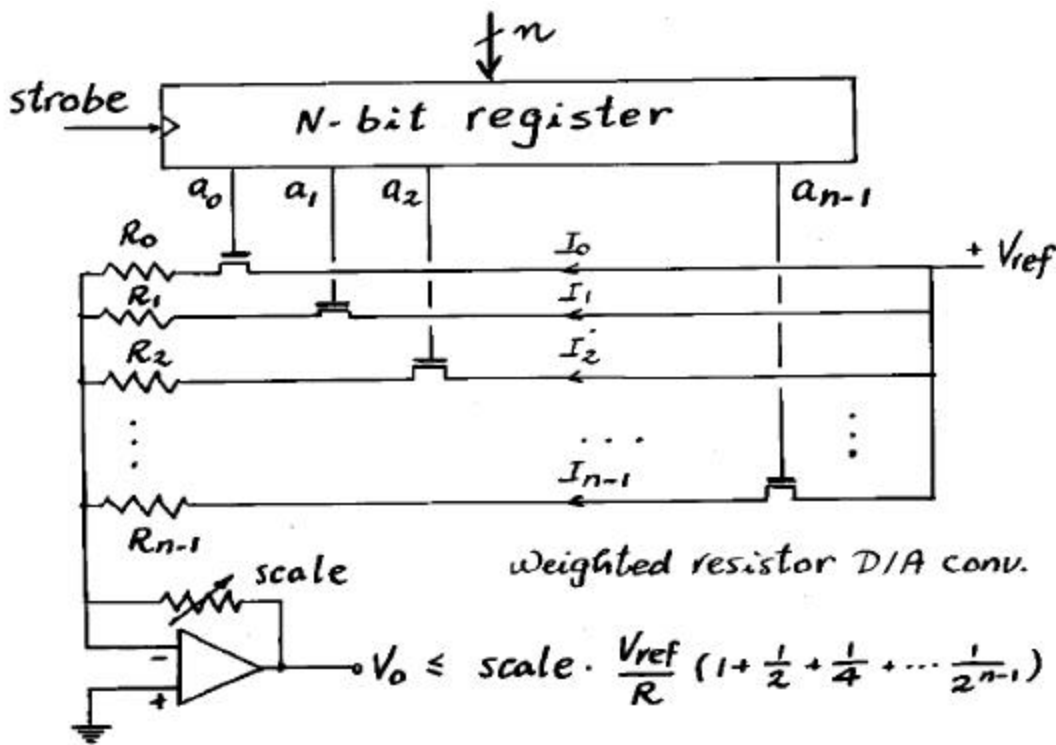 n
strobe
N-bit register
a₀ a₁ a₂ aₙ₋₁
R₀ I₀ + Vref
R₁ I₁
R₂ I₂
Iₙ₋₁
Rₙ₋₁
weighted resistor D/A conv.
scale
-
+
V₀ ≤ scale · Vref/R (1 + 1/2 + 1/4 + ··· 1/2ⁿ⁻¹)